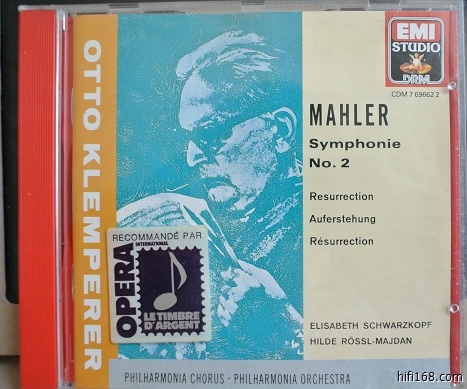 OTTO KLEMPERER
EMI
STUDIO
DRM
CDM 7 69662 2
MAHLER
Symphonie
No. 2
Resurrection
Auferstehung
Résurrection
RECOMMANDÉ PAR
OPERA
INTERNATIONAL
LE TIMBRE
D'ARGENT
ELISABETH SCHWARZKOPF
HILDE RÖSSL-MAJDAN
PHILHARMONIA CHORUS · PHILHARMONIA ORCHESTRA
hifi168.com